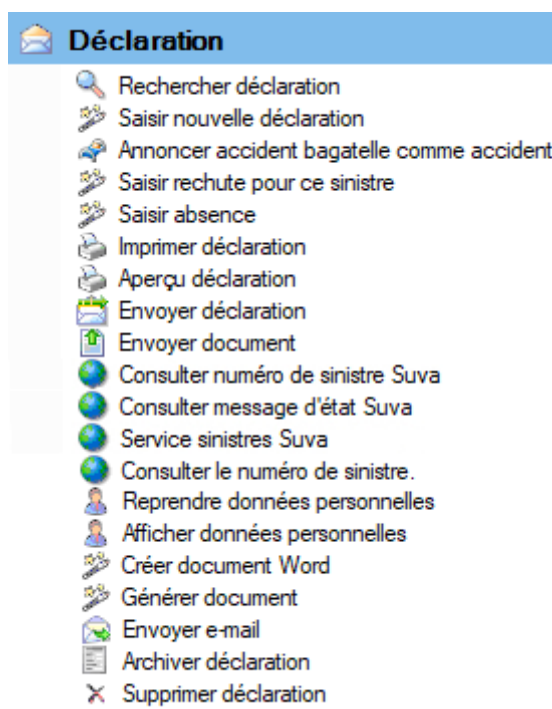 Déclaration
Rechercher déclaration
Saisir nouvelle déclaration
Annoncer accident bagatelle comme accident
Saisir rechute pour ce sinistre
Saisir absence
Imprimer déclaration
Aperçu déclaration
Envoyer déclaration
Envoyer document
Consulter numéro de sinistre Suva
Consulter message d'état Suva
Service sinistres Suva
Consulter le numéro de sinistre.
Reprendre données personnelles
Afficher données personnelles
Créer document Word
Générer document
Envoyer e-mail
Archiver déclaration
Supprimer déclaration